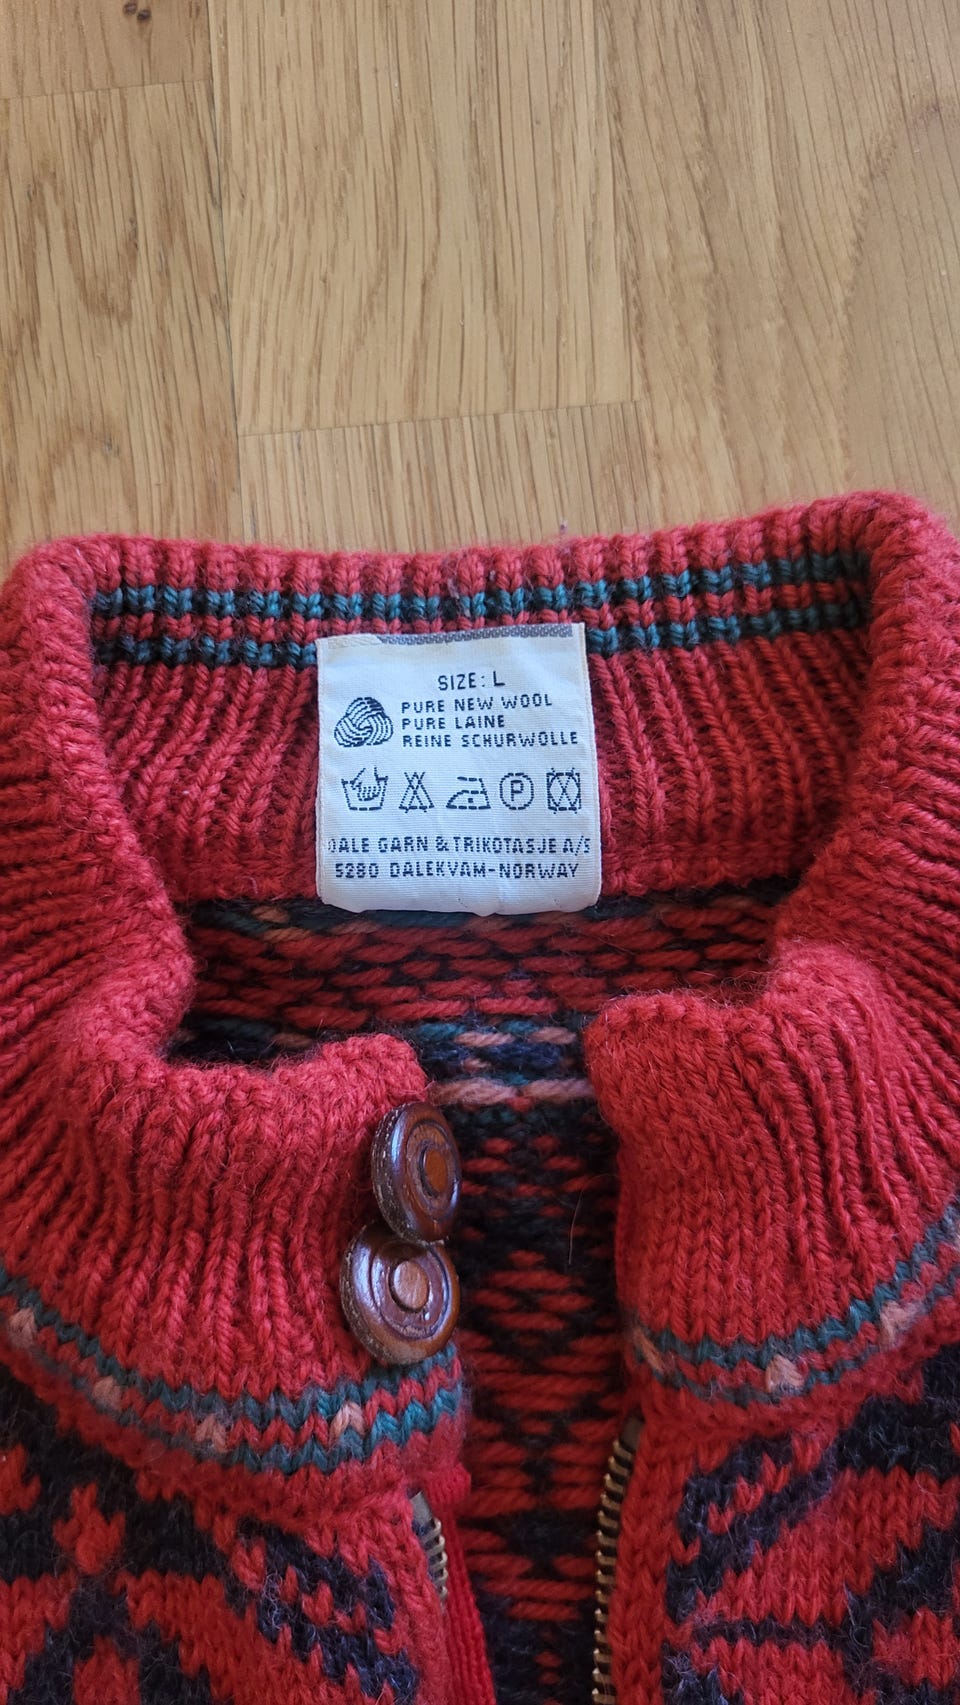 SIZE: L
PURE NEW WOOL
PURE LAINE
REINE SCHURWOLLE
P
DALE GARN & TRIKOTASJE A/S
5280 DALEKVAM-NORWAY